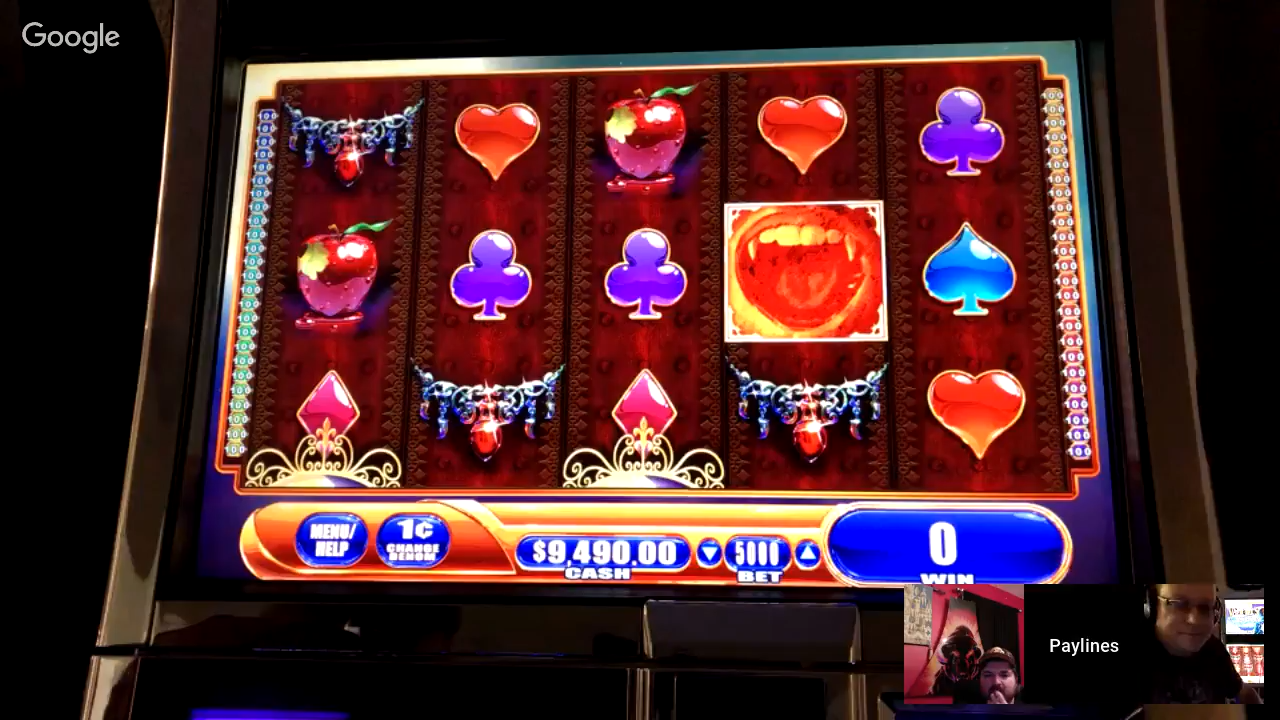 Google
MENU/
HELP
1¢
CHANGE
DENOM
$9,490.00
CASH
5000
BET
0
WIN
Paylines